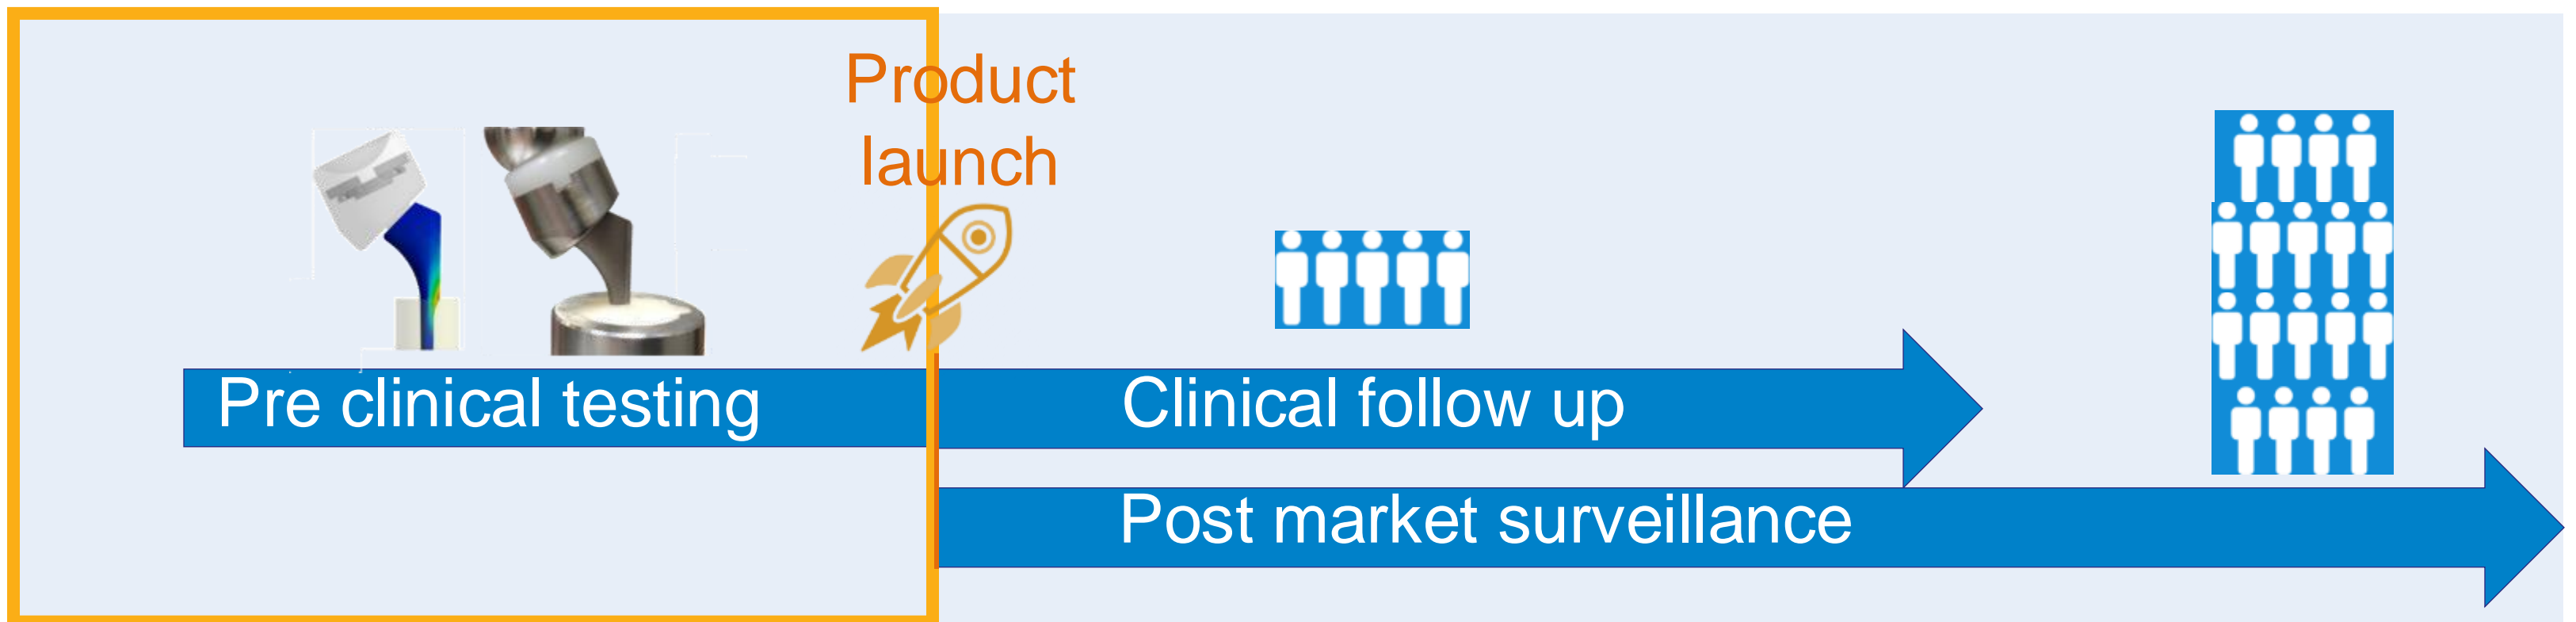 Product
launch
Pre clinical testing
Clinical follow up
Post market surveillance